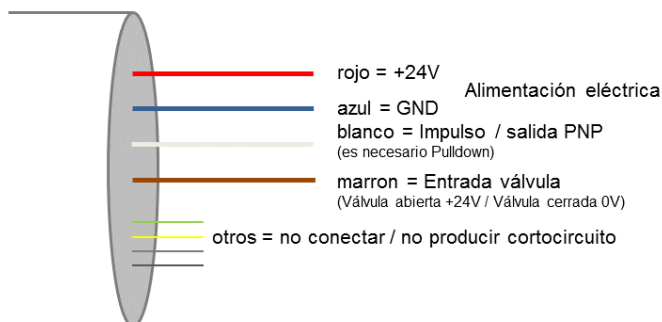 rojo = +24V
Alimentación eléctrica
azul = GND
blanco = Impulso / salida PNP
(es necesario Pulldown)
marron = Entrada válvula
(Válvula abierta +24V / Válvula cerrada 0V)
otros = no conectar / no producir cortocircuito